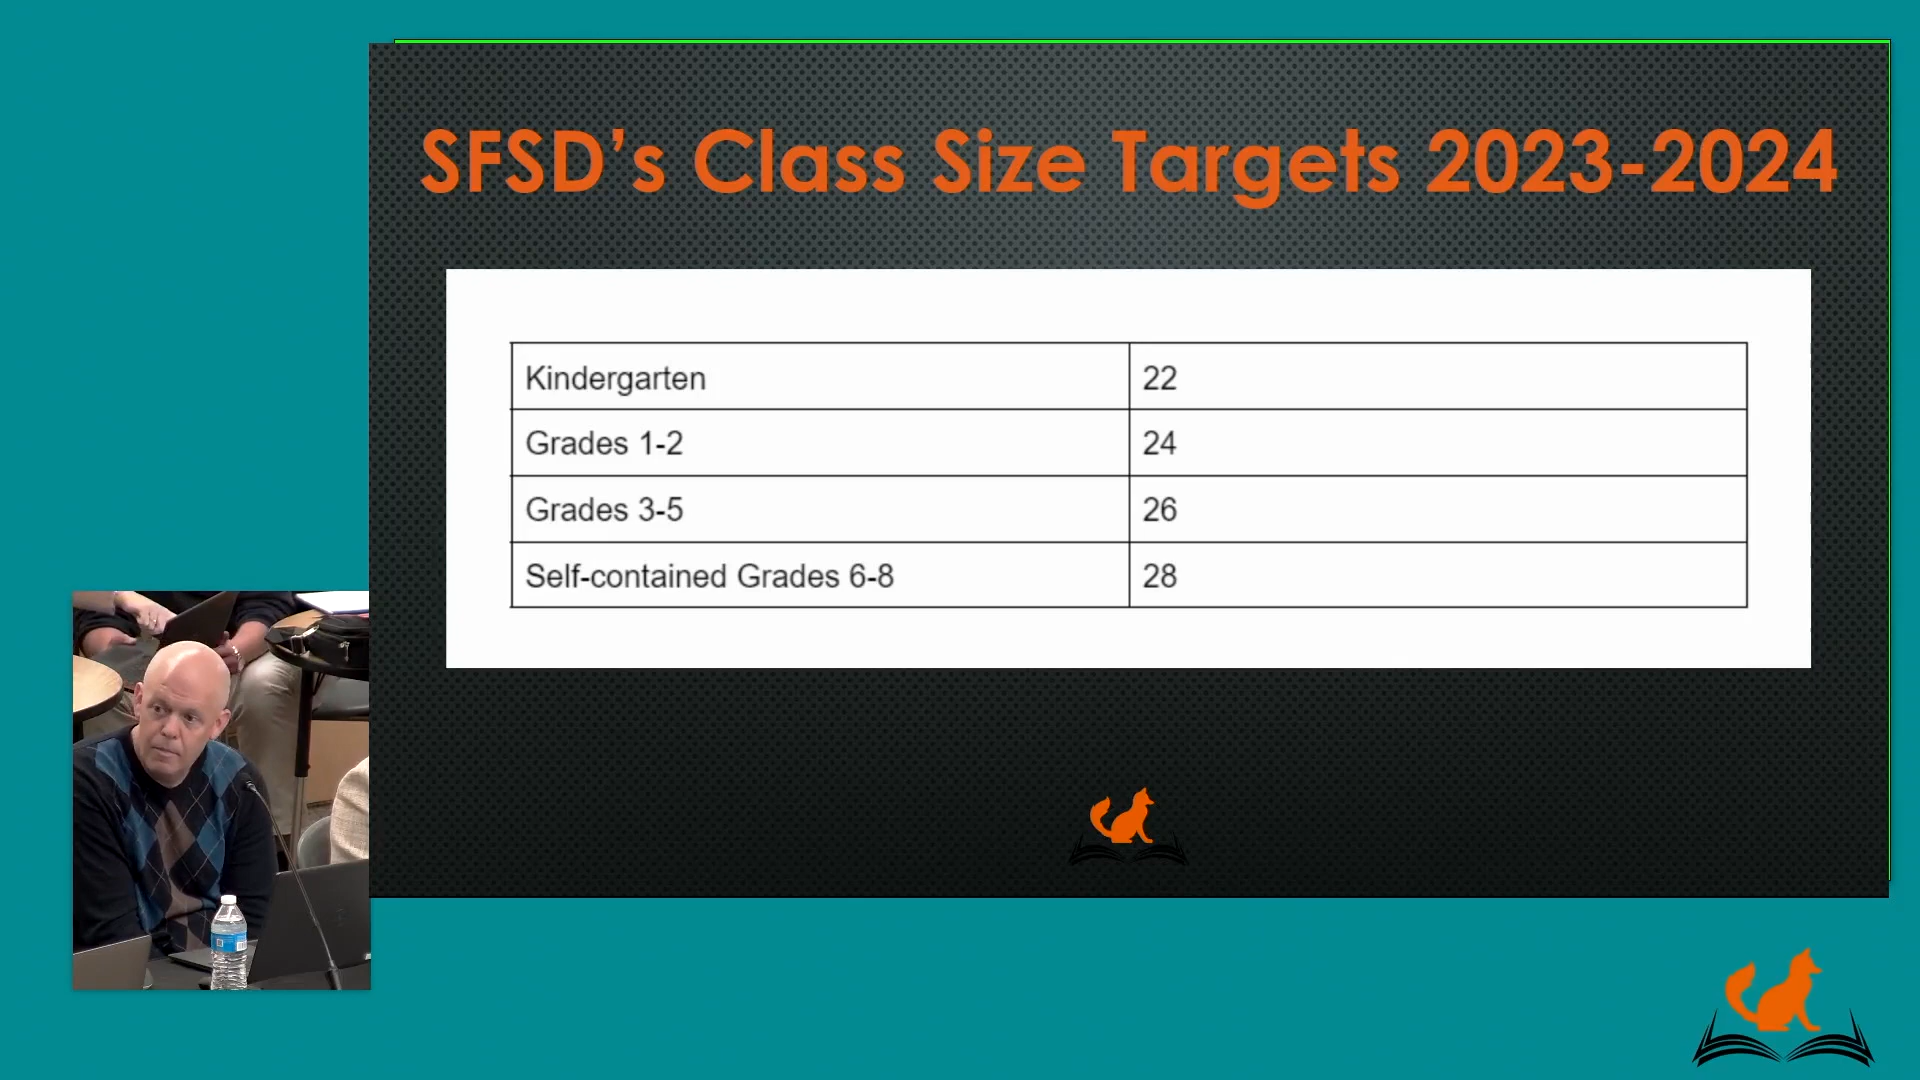 SFSD’s Class Size Targets 2023-2024
Kindergarten 22
Grades 1-2 24
Grades 3-5 26
Self-contained Grades 6-8 28